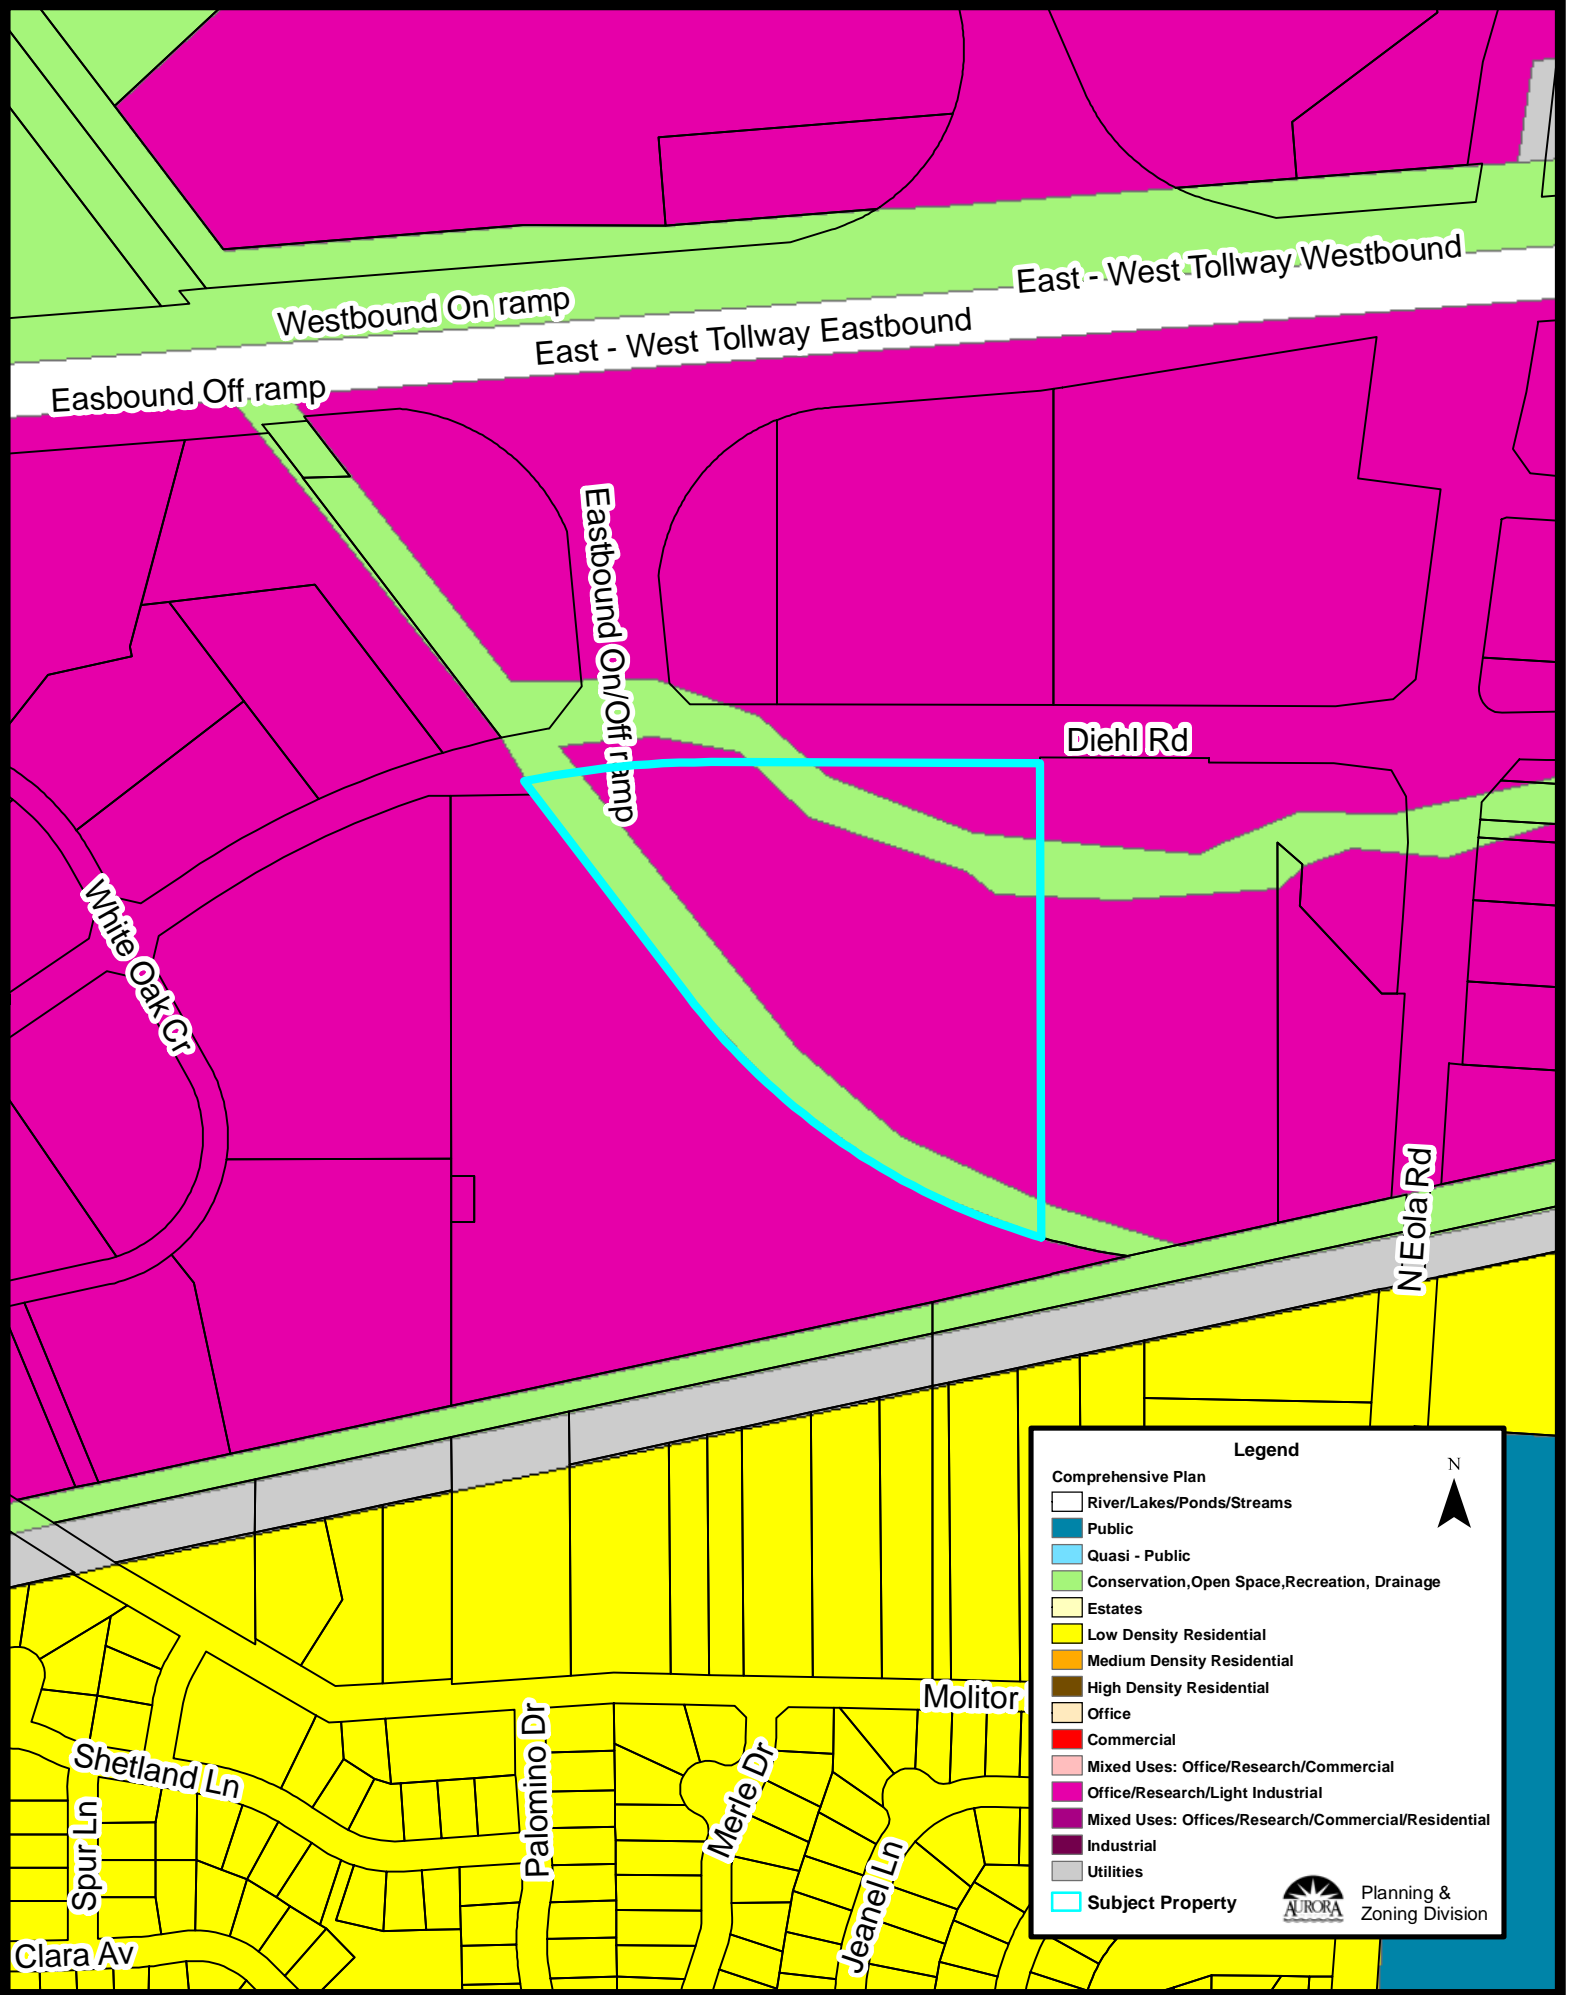 East - West Tollway Westbound
Westbound On ramp
East - West Tollway Eastbound
Easbound Off ramp
Eastbound On/Off ramp
Diehl Rd
White Oak Cr
N Eola Rd
Molitor
Palomino Dr
Shetland Ln
Merle Dr
Spur Ln
Jeanel Ln
Clara Av
Legend
N
Comprehensive Plan
River/Lakes/Ponds/Streams
Public
Quasi - Public
Conservation,Open Space,Recreation, Drainage
Estates
Low Density Residential
Medium Density Residential
High Density Residential
Office
Commercial
Mixed Uses: Office/Research/Commercial
Office/Research/Light Industrial
Mixed Uses: Offices/Research/Commercial/Residential
Industrial
Utilities
Subject Property
AURORA
Planning &
Zoning Division